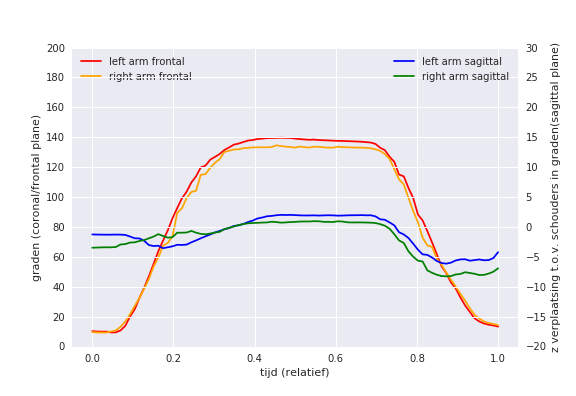 200
180
160
140
120
100
80
60
40
20
0
graden (coronal/frontal plane)
left arm frontal
right arm frontal
left arm sagittal
right arm sagittal
30
25
20
15
10
5
0
−5
−10
−15
−20
z verplaatsing t.o.v. schouders in graden(sagittal plane)
0.0 0.2 0.4 0.6 0.8 1.0
tijd (relatief)